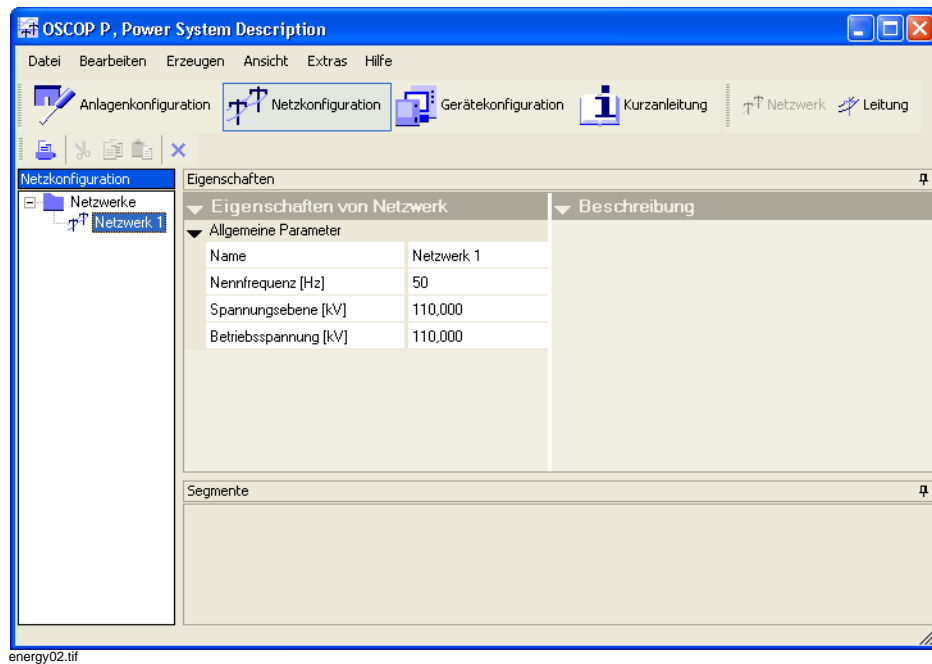 OSCOP P, Power System Description
Datei Bearbeiten Erzeugen Ansicht Extras Hilfe
Anlagenkonfiguration Netzkonfiguration Gerätekonfiguration Kurzanleitung Netzwerk Leitung
Netzkonfiguration
Netzwerke
Netzwerk 1
Eigenschaften
Eigenschaften von Netzwerk
Beschreibung
Allgemeine Parameter
Name Netzwerk 1
Nennfrequenz [Hz] 50
Spannungsebene [kV] 110,000
Betriebsspannung [kV] 110,000
Segmente
energy02.tif